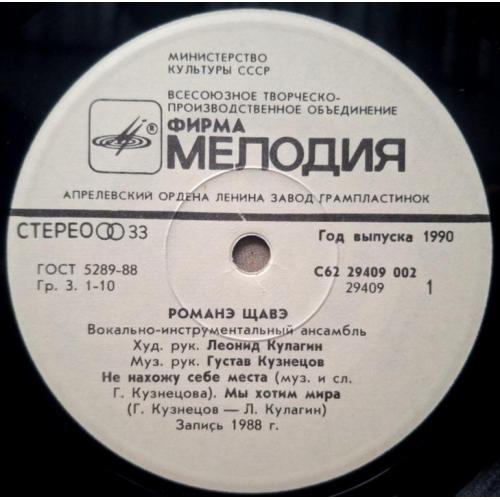 МИНИСТЕРСТВО
КУЛЬТУРЫ СССР
ВСЕСОЮЗНОЕ ТВОРЧЕСКО-
ПРОИЗВОДСТВЕННОЕ ОБЪЕДИНЕНИЕ
® ФИРМА
МЕЛОДИЯ
АПРЕЛЕВСКИЙ ОРДЕНА ЛЕНИНА ЗАВОД ГРАМПЛАСТИНОК
СТЕРЕО 33
Год выпуска 1990
ГОСТ 5289-88
С62 29409 002
Гр. 3. 1-10
29409 1
РОМАНЭ ЩАВЭ
Вокально-инструментальный ансамбль
Худ. рук. Леонид Кулагин
Муз. рук. Густав Кузнецов
Не нахожу себе места (муз. и сл.
Г. Кузнецова). Мы хотим мира
(Г. Кузнецов — Л. Кулагин)
Запись 1988 г.